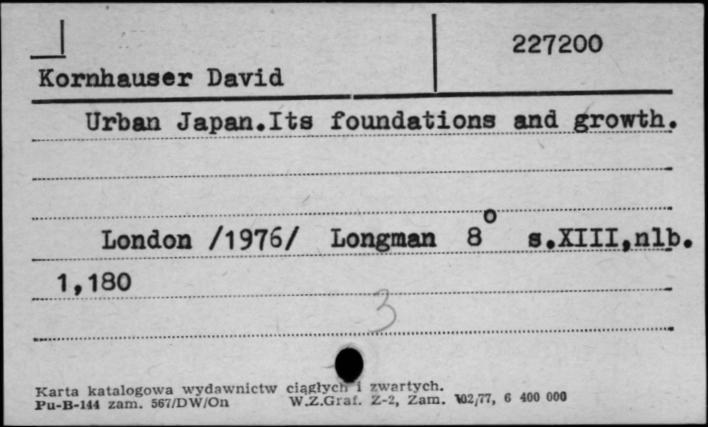 227200
Kornhauser David
Urban Japan.Its foundations and growth.
London /1976/ Longman 8° s.XIII,nlb.
1,180
3
Karta katalogowa wydawnictw ciągłych i zwartych.
Pu-B-144 zam. 567/DW/On W.Z.Graf. Z-2, Zam. 102/77, 6 400 000